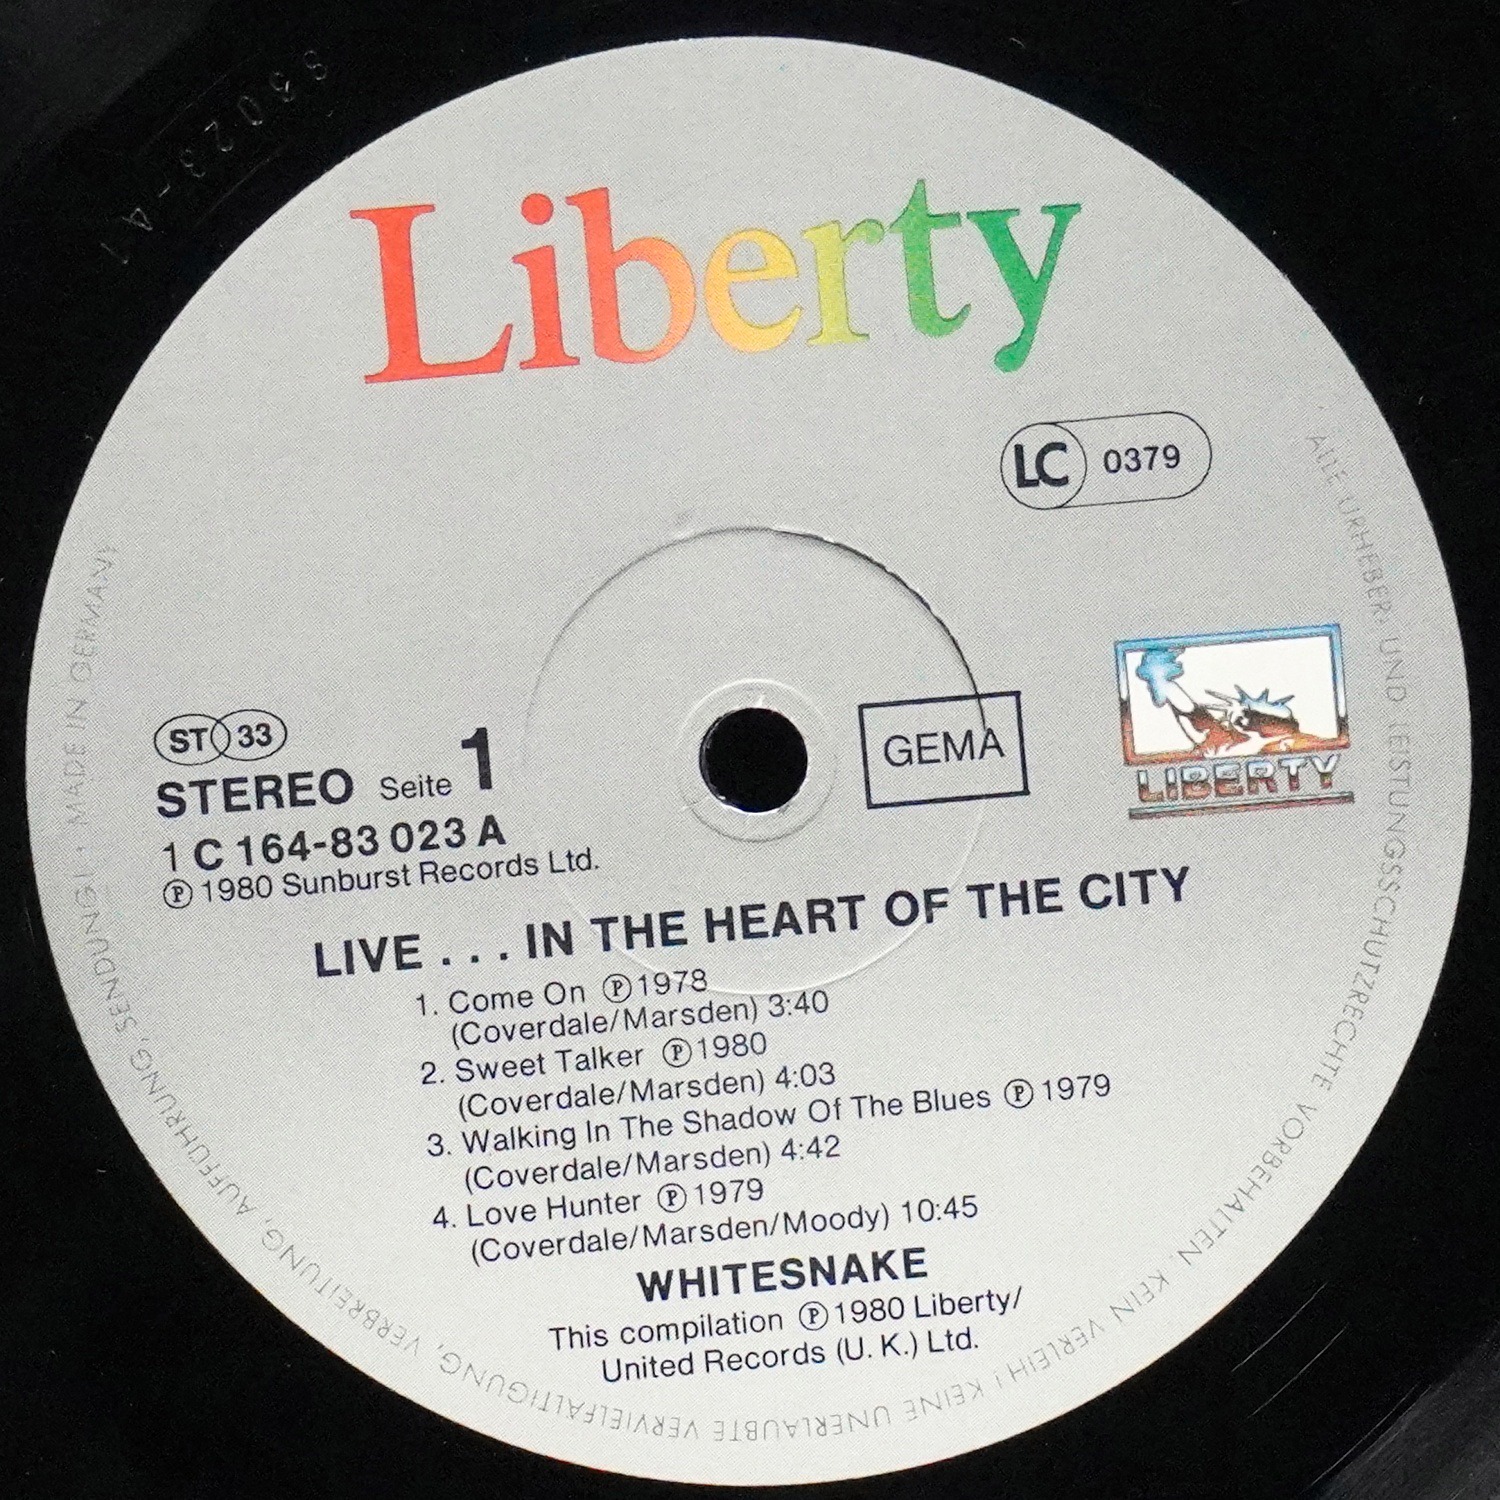 83023-A 1
Liberty
LC 0379
LIBERTY
ST 33
STEREO Seite 1
GEMA
1 C 164-83 023 A
Ⓟ 1980 Sunburst Records Ltd.
LIVE . . . IN THE HEART OF THE CITY
1. Come On Ⓟ 1978
(Coverdale/Marsden) 3:40
2. Sweet Talker Ⓟ 1980
(Coverdale/Marsden) 4:03
3. Walking In The Shadow Of The Blues Ⓟ 1979
(Coverdale/Marsden) 4:42
4. Love Hunter Ⓟ 1979
(Coverdale/Marsden/Moody) 10:45
WHITESNAKE
This compilation Ⓟ 1980 Liberty/
United Records (U. K.) Ltd.
ALLE URHEBER- UND LEISTUNGSSCHUTZRECHTE VORBEHALTEN. KEIN VERLEIH! KEINE UNERLAUBTE VERVIELFÄLTIGUNG, VERBREITUNG, AUFFÜHRUNG, SENDUNG! · MADE IN GERMANY